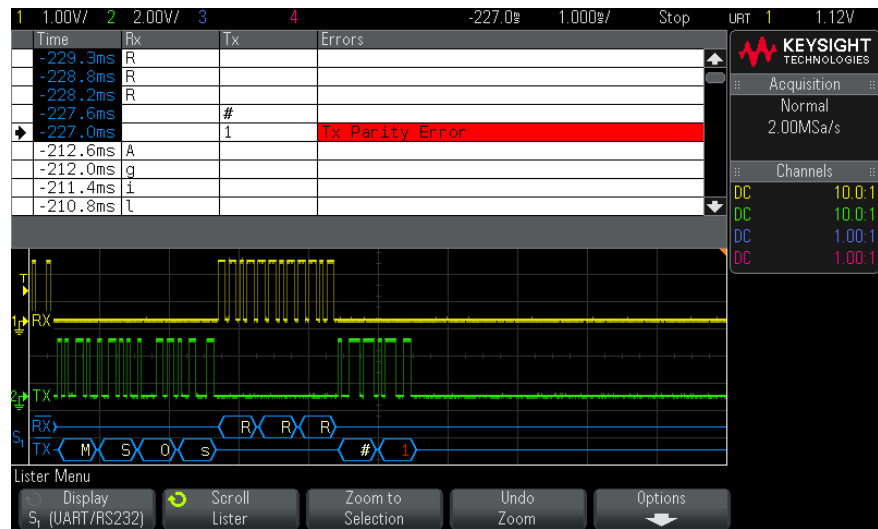 1 1.00V/ 2 2.00V/ 3 4 -227.0ms 1.000ms/ Stop URT 1 1.12V
Time Rx Tx Errors
-229.3ms R
-228.8ms R
-228.2ms R
-227.6ms #
-227.0ms 1 Tx Parity Error
-212.6ms A
-212.0ms g
-211.4ms i
-210.8ms l
KEYSIGHT
TECHNOLOGIES
Acquisition
Normal
2.00MSa/s
Channels
DC 10.0:1
DC 10.0:1
DC 1.00:1
DC 1.00:1
T
1 RX
2 TX
S1 RX R R R
TX M S O s # 1
Lister Menu
Display
S1 (UART/RS232)
Scroll
Lister
Zoom to
Selection
Undo
Zoom
Options